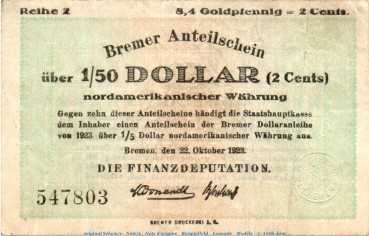 Reihe 2 8,4 Goldpfennig = 2 Cents.
Bremer Anteilschein
über 1/50 DOLLAR (2 Cents)
nordamerikanischer Währung
Gegen zehn dieser Anteilscheine händigt die Staatshauptkasse
dem Inhaber einen Anteilschein der Bremer Dollaranleihe
von 1923 über 1/5 Dollar nordamerikanischer Währung aus.
Bremen, den 22. Oktober 1923.
DIE FINANZDEPUTATION.
547803
BREMER DRUCKEREI A. G.